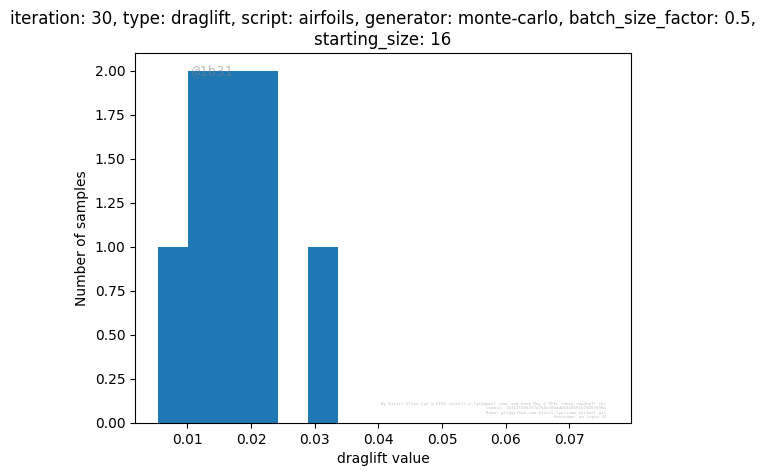 iteration: 30, type: draglift, script: airfoils, generator: monte-carlo, batch_size_factor: 0.5,
starting_size: 16
@1b31
2.00
1.75
1.50
1.25
1.00
0.75
0.50
0.25
0.00
Number of samples
0.01 0.02 0.03 0.04 0.05 0.06 0.07
draglift value